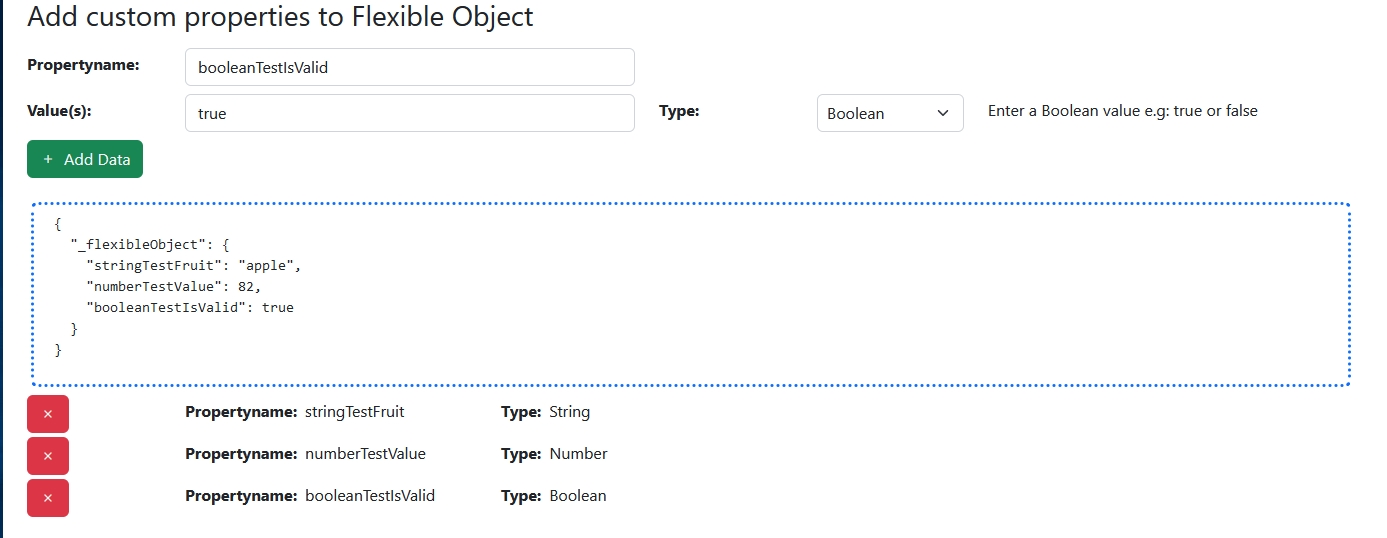 Add custom properties to Flexible Object
Propertyname: booleanTestIsValid
Value(s): true Type: Boolean Enter a Boolean value e.g: true or false
+ Add Data
{
  "_flexibleObject": {
    "stringTestFruit": "apple",
    "numberTestValue": 82,
    "booleanTestIsValid": true
  }
}
× Propertyname: stringTestFruit Type: String
× Propertyname: numberTestValue Type: Number
× Propertyname: booleanTestIsValid Type: Boolean